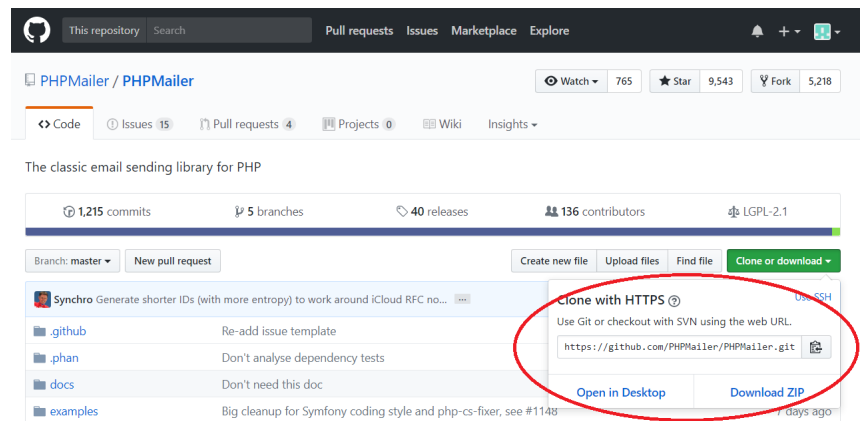 This repository Search Pull requests Issues Marketplace Explore
PHPMailer / PHPMailer Watch 765 Star 9,543 Fork 5,218
Code Issues 15 Pull requests 4 Projects 0 Wiki Insights
The classic email sending library for PHP
1,215 commits 5 branches 40 releases 136 contributors LGPL-2.1
Branch: master New pull request Create new file Upload files Find file Clone or download
Synchro Generate shorter IDs (with more entropy) to work around iCloud RFC no... ...
Clone with HTTPS ? Use SSH
Use Git or checkout with SVN using the web URL.
https://github.com/PHPMailer/PHPMailer.git
Open in Desktop Download ZIP
.github Re-add issue template
.phan Don't analyse dependency tests
docs Don't need this doc
examples Big cleanup for Symfony coding style and php-cs-fixer, see #1148 7 days ago